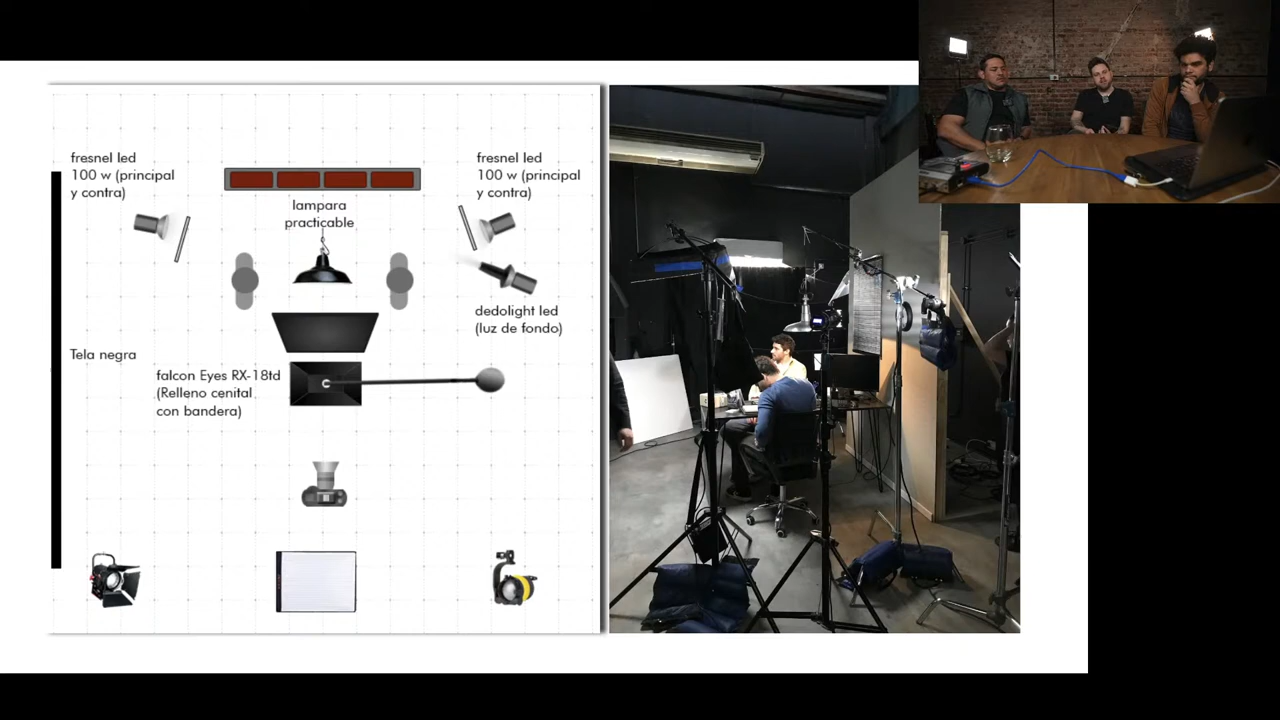 fresnel led
100 w (principal
y contra)
fresnel led
100 w (principal
y contra)
lampara
practicable
dedolight led
(luz de fondo)
Tela negra
falcon Eyes RX-18td
(Relleno cenital
con bandera)